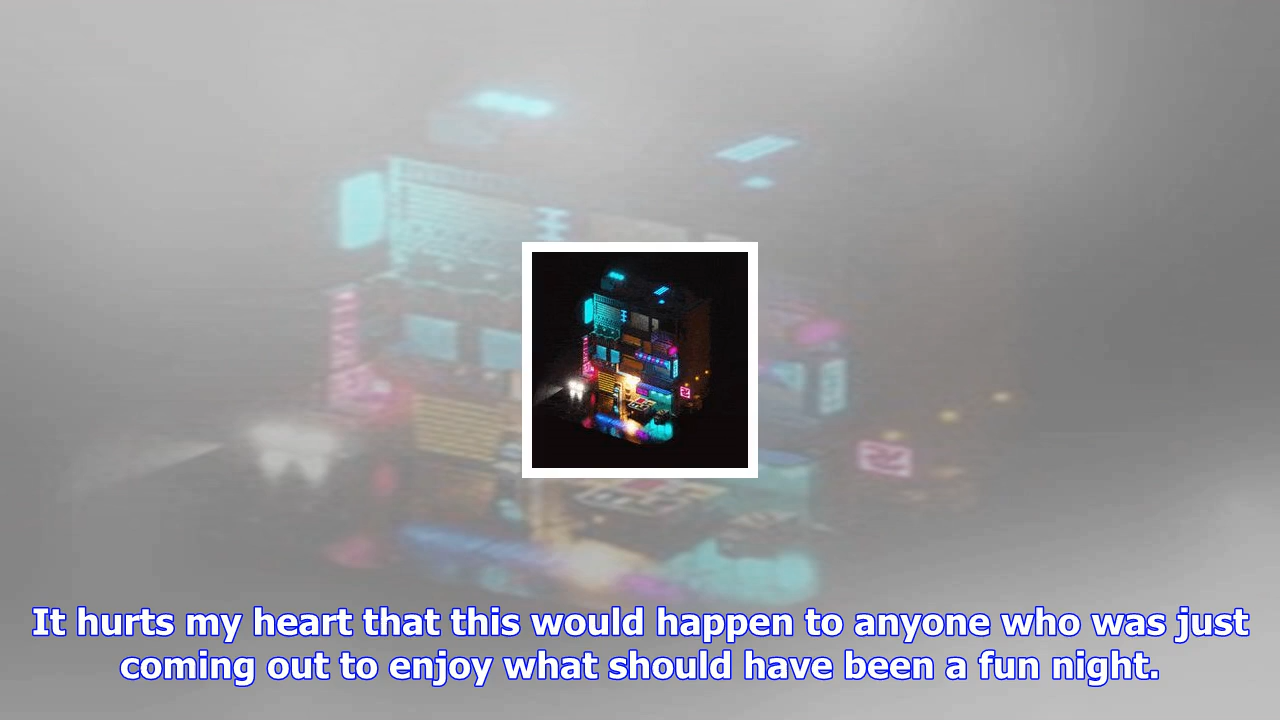 It hurts my heart that this would happen to anyone who was just
coming out to enjoy what should have been a fun night.